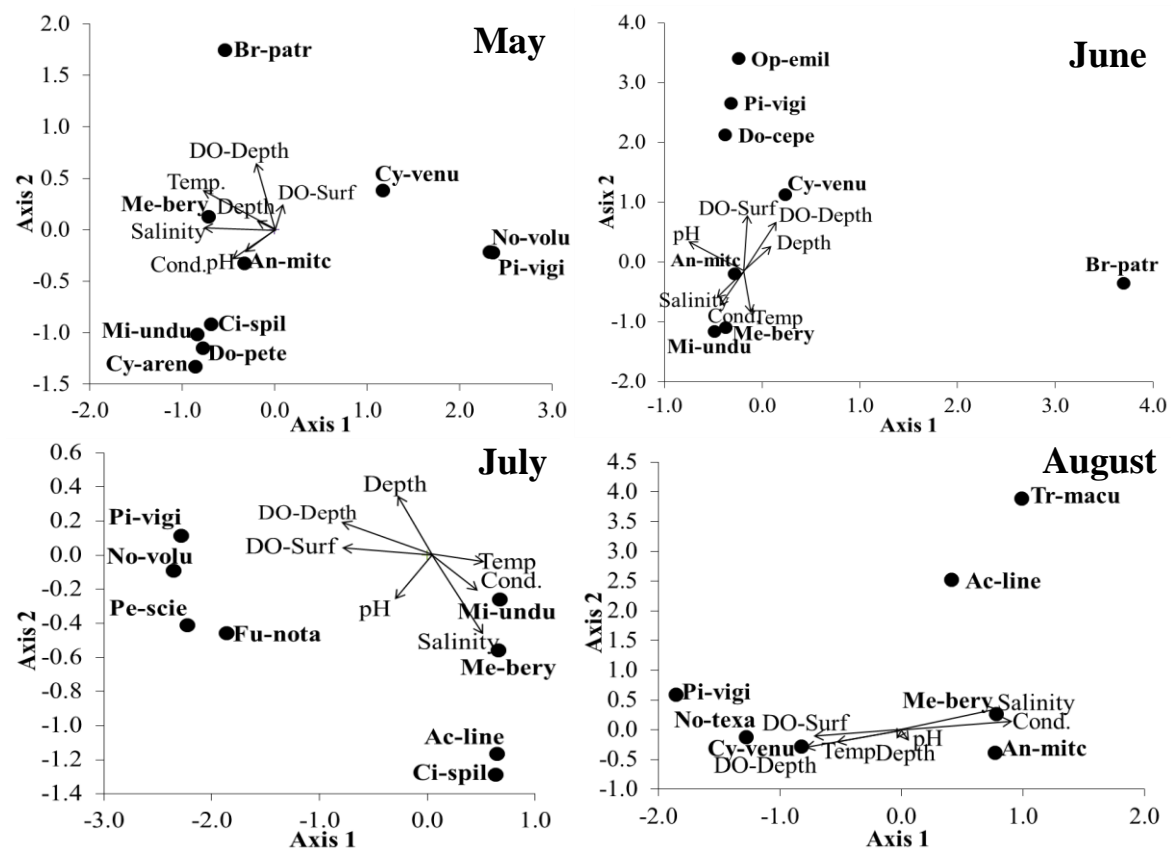 May
2.0
1.5
1.0
0.5
0.0
-0.5
-1.0
-1.5
Axis 2
Br-patr
DO-Depth
Temp.
Cy-venu
DO-Surf
Me-bery
Depth
Salinity
No-volu
Cond.
pH
An-mitc
Pi-vigi
Ci-spil
Mi-undu
Do-pete
Cy-aren
-2.0 -1.0 0.0 1.0 2.0 3.0
Axis 1
June
4.0
3.0
2.0
1.0
0.0
-1.0
-2.0
Asix 2
Op-emil
Pi-vigi
Do-cepe
Cy-venu
DO-Surf
DO-Depth
pH
Depth
An-mitc
Br-patr
Salinity
Cond.
Temp
Me-bery
Mi-undu
-1.0 0.0 1.0 2.0 3.0 4.0
Axis 1
July
0.6
0.4
0.2
0.0
-0.2
-0.4
-0.6
-0.8
-1.0
-1.2
-1.4
Axis 2
Depth
Pi-vigi
DO-Depth
No-volu
DO-Surf
Temp
Cond.
Pe-scie
pH
Mi-undu
Fu-nota
Salinity
Me-bery
Ac-line
Ci-spil
-3.0 -2.0 -1.0 0.0 1.0
Axis 1
August
4.5
4.0
3.5
3.0
2.5
2.0
1.5
1.0
0.5
0.0
-0.5
-1.0
Axis 2
Tr-macu
Ac-line
Pi-vigi
Me-bery
Salinity
No-texa
DO-Surf
Cond.
Cy-venu
Temp
Depth
pH
An-mitc
DO-Depth
-2.0 -1.0 0.0 1.0 2.0
Axis 1